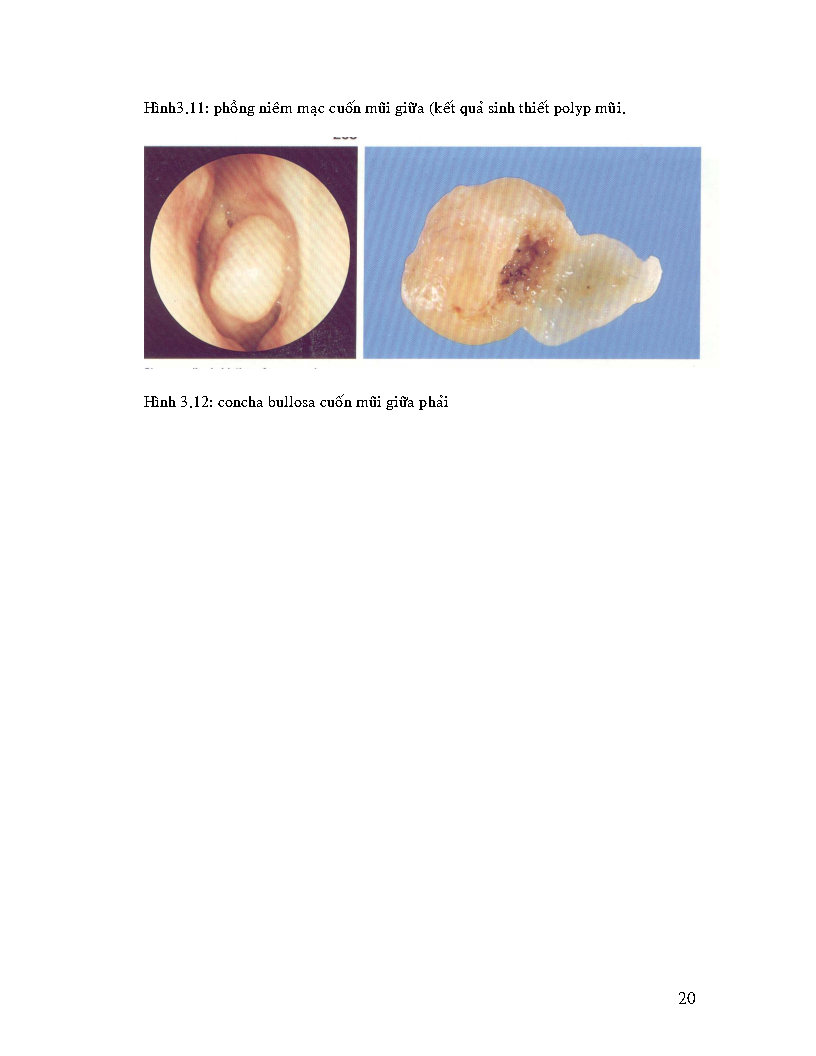 Hình3.11: phồng niêm mạc cuốn mũi giữa (kết quả sinh thiết polyp mũi.
Hình 3.12: concha bullosa cuốn mũi giữa phải
20